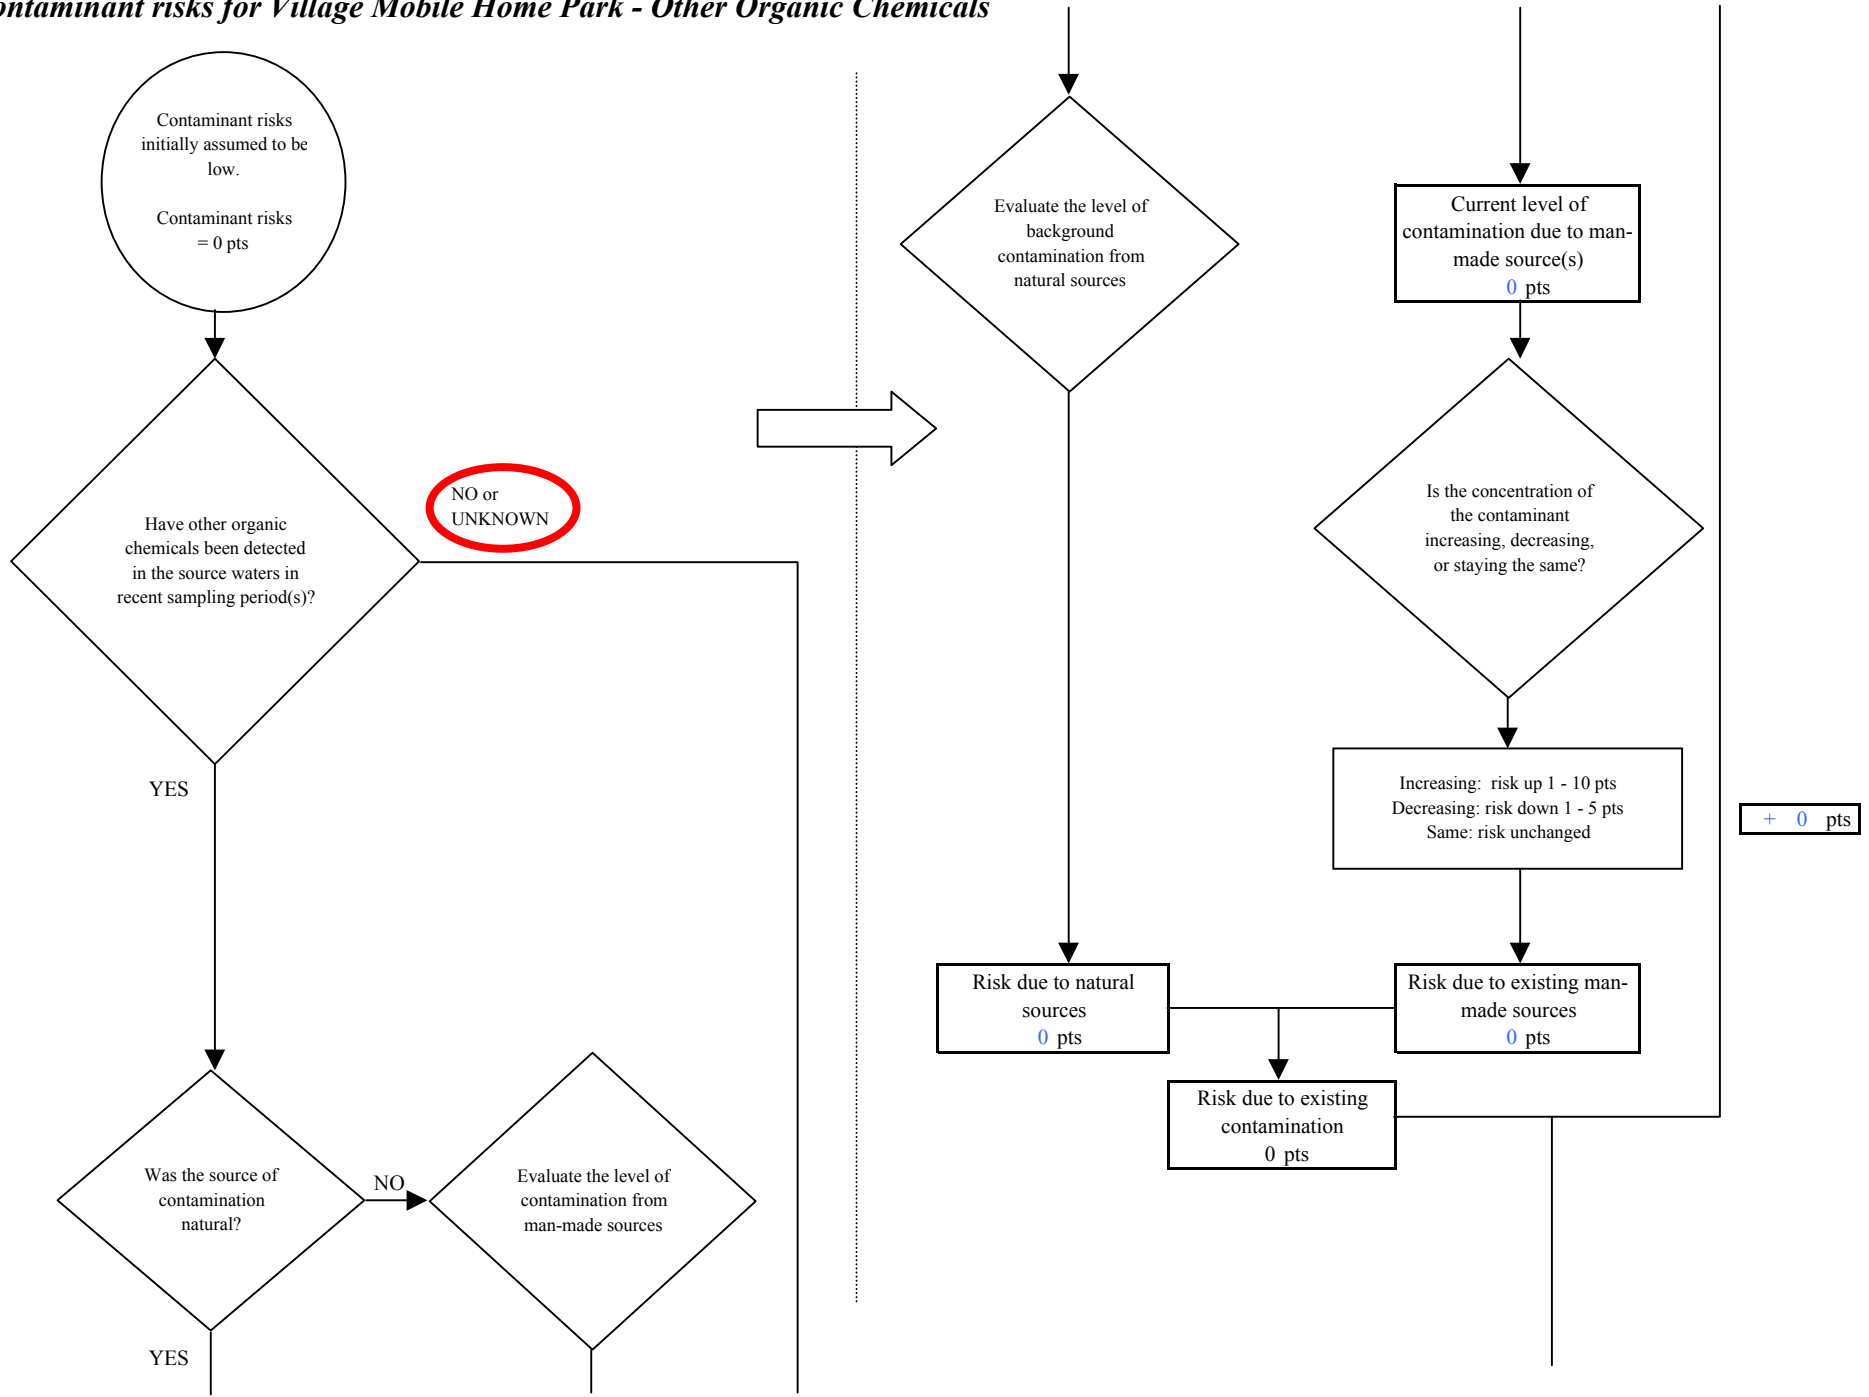 ontaminant risks for Village Mobile Home Park - Other Organic Chemicals
Contaminant risks
initially assumed to be
low.
Contaminant risks
= 0 pts
Have other organic
chemicals been detected
in the source waters in
recent sampling period(s)?
NO or
UNKNOWN
YES
Was the source of
contamination
natural?
NO
Evaluate the level of
contamination from
man-made sources
YES
Evaluate the level of
background
contamination from
natural sources
Current level of
contamination due to man-
made source(s)
0 pts
Is the concentration of
the contaminant
increasing, decreasing,
or staying the same?
Increasing: risk up 1 - 10 pts
Decreasing: risk down 1 - 5 pts
Same: risk unchanged
+ 0 pts
Risk due to natural
sources
0 pts
Risk due to existing man-
made sources
0 pts
Risk due to existing
contamination
0 pts